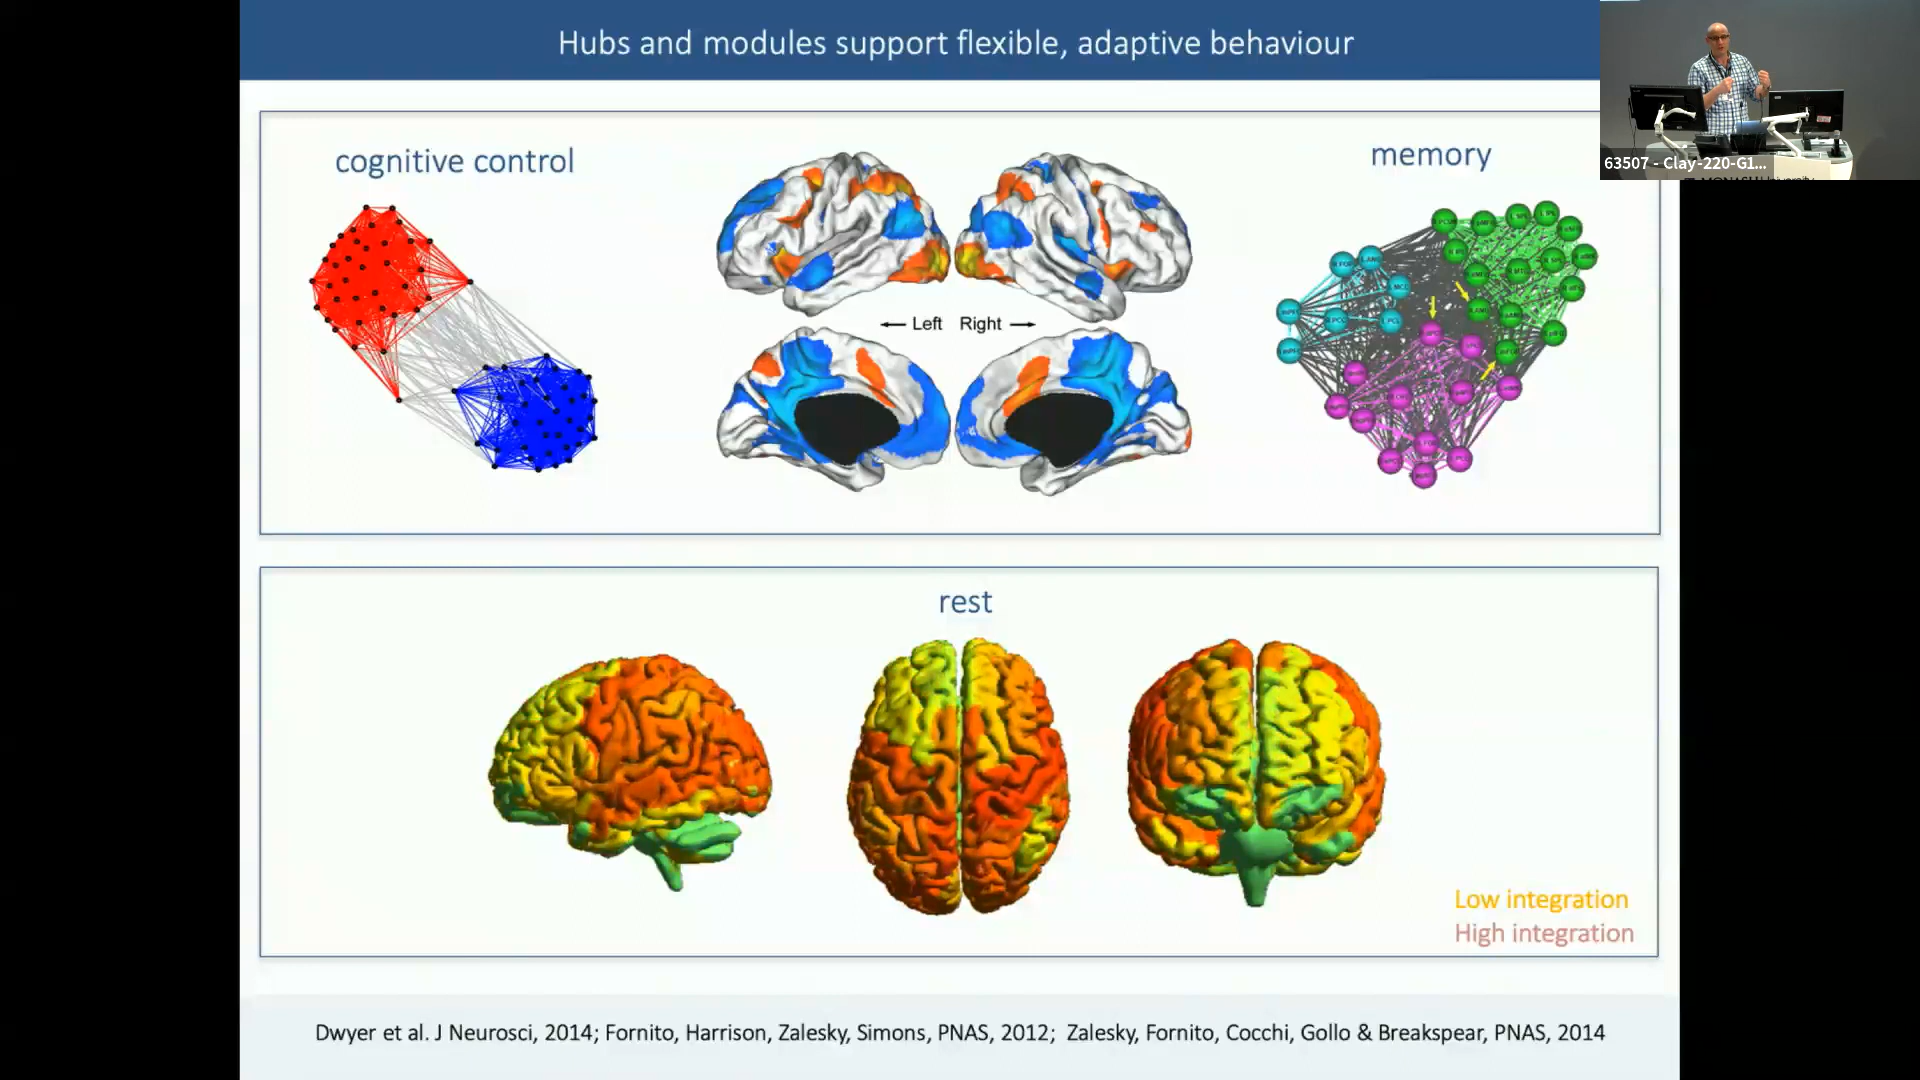 Hubs and modules support flexible, adaptive behaviour
63507 - Clay-220-G1...
MONASH University
cognitive control
memory
Left Right
rest
Low integration
High integration
Dwyer et al. J Neurosci, 2014; Fornito, Harrison, Zalesky, Simons, PNAS, 2012; Zalesky, Fornito, Cocchi, Gollo & Breakspear, PNAS, 2014